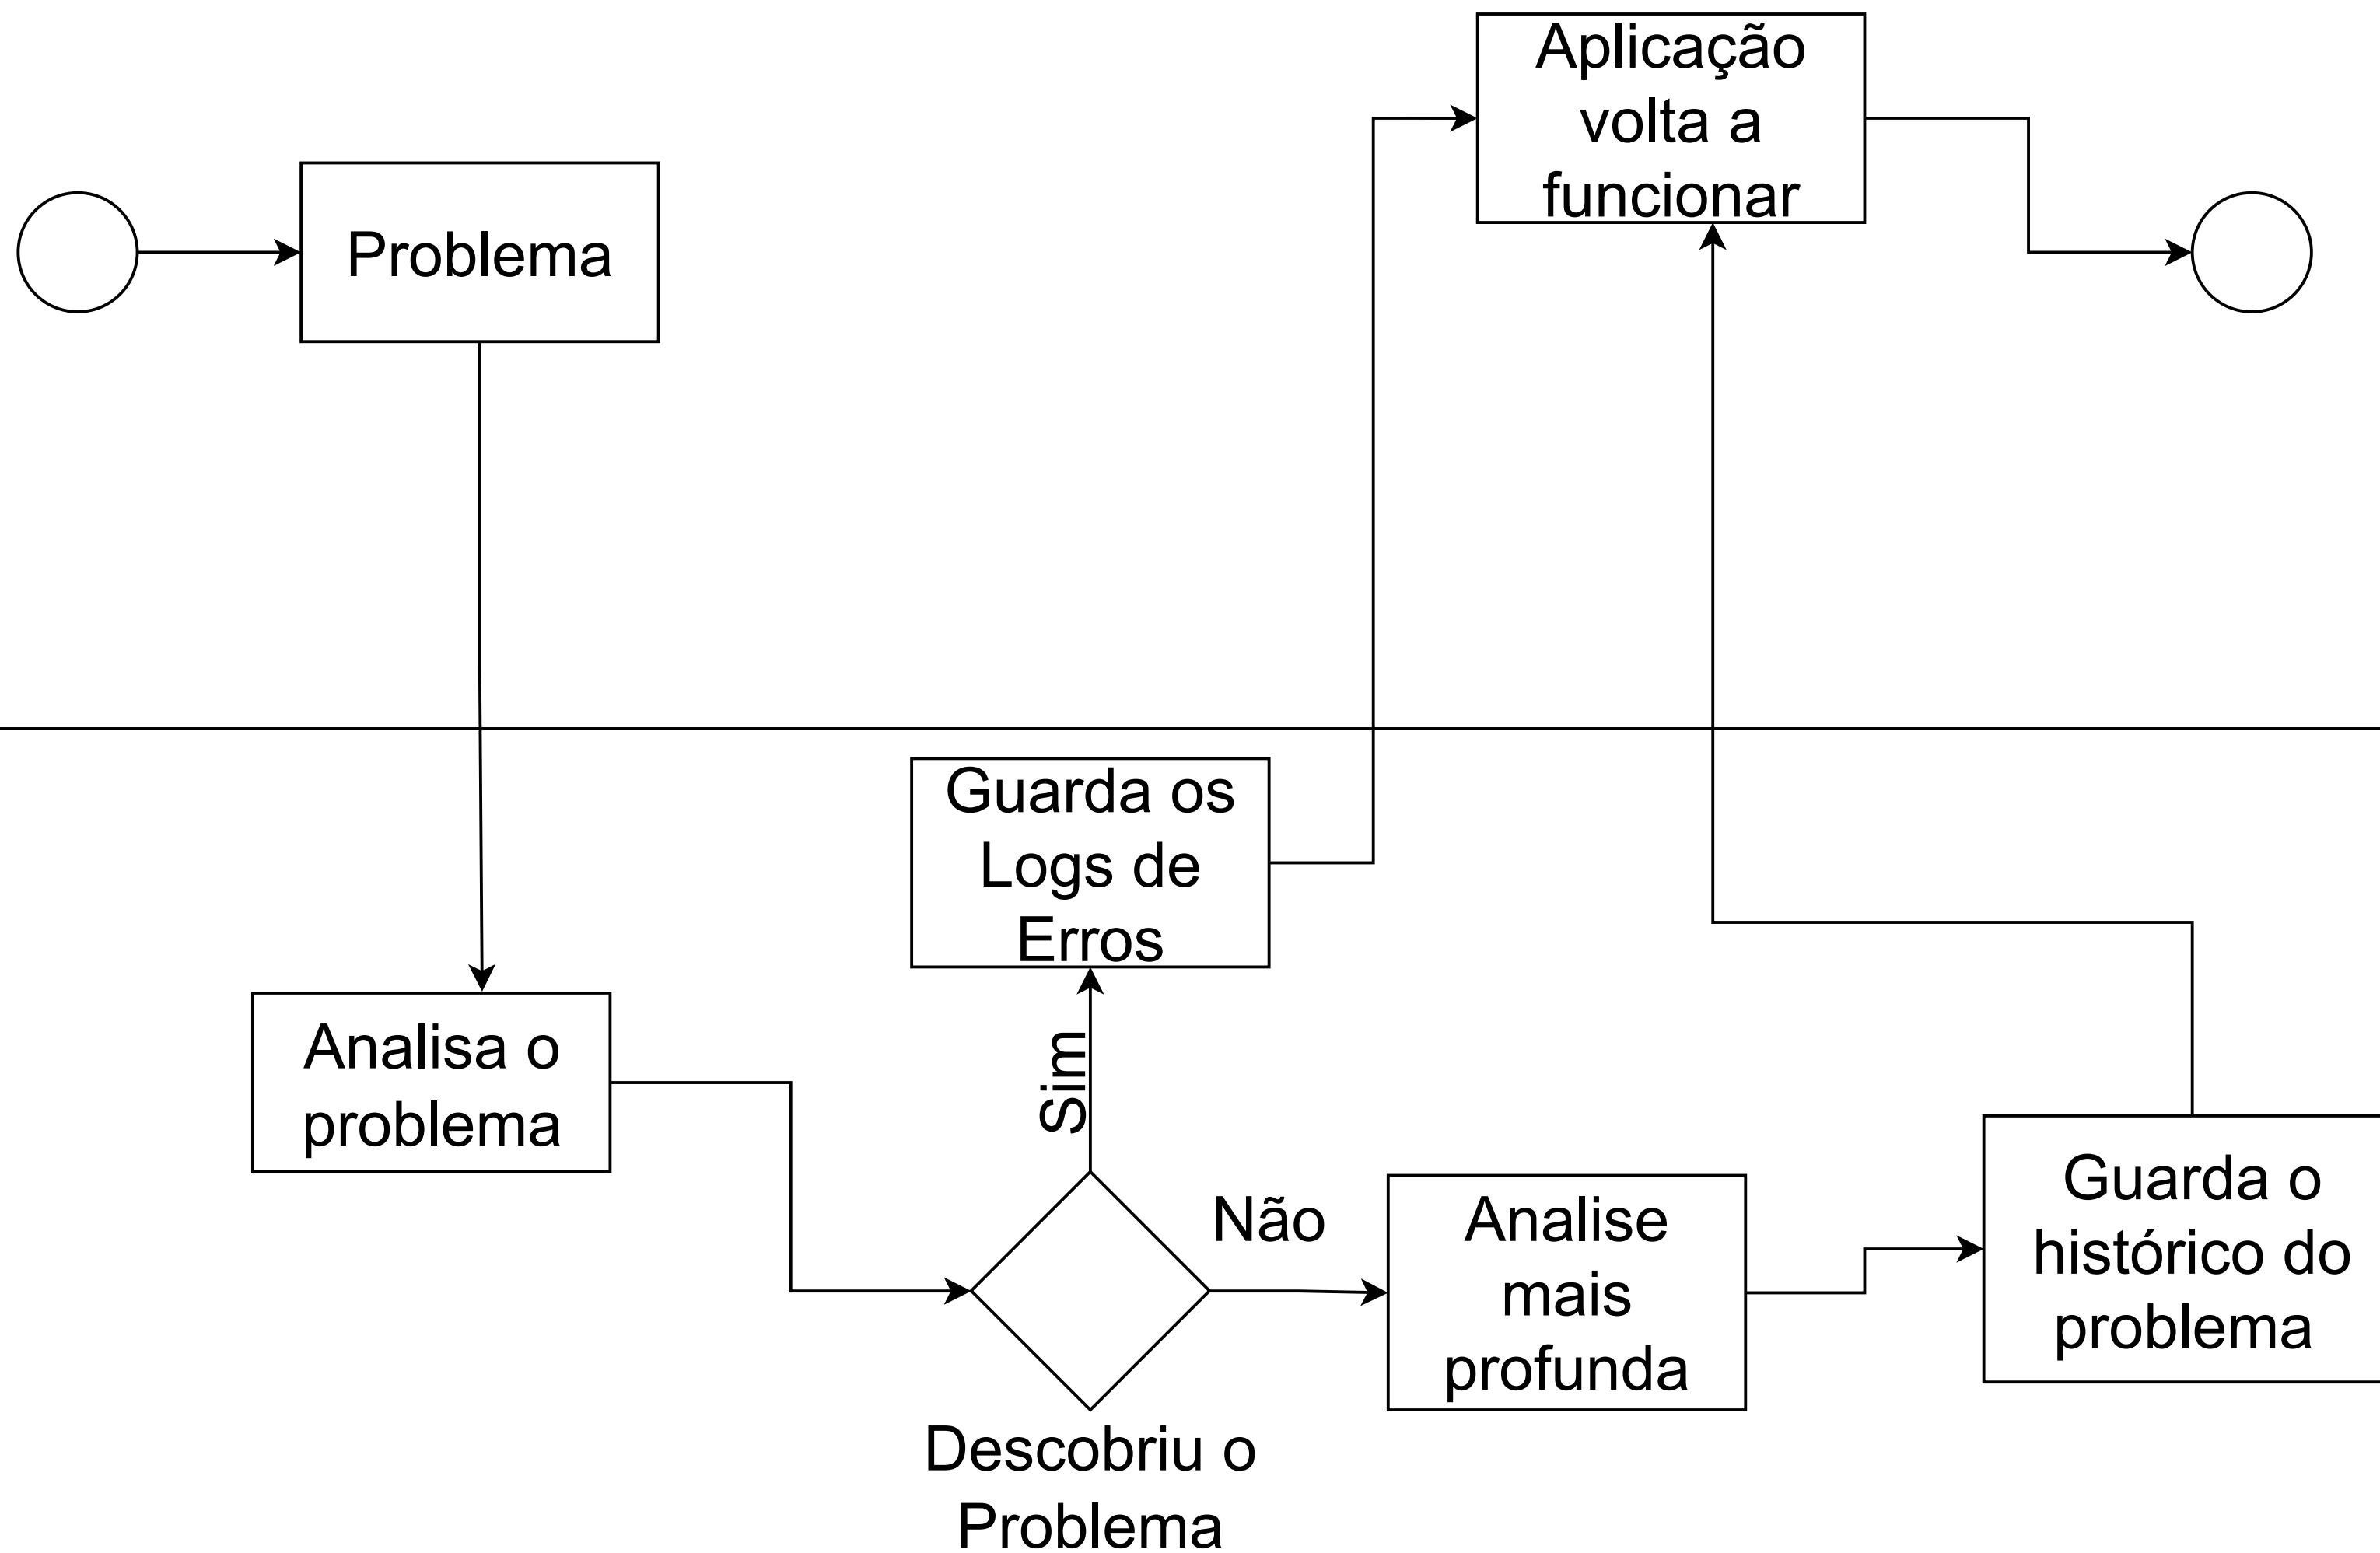 Problema
Aplicação
volta a
funcionar
Guarda os
Logs de
Erros
Analisa o
problema
Sim
Não
Descobriu o
Problema
Analise
mais
profunda
Guarda o
histórico do
problema